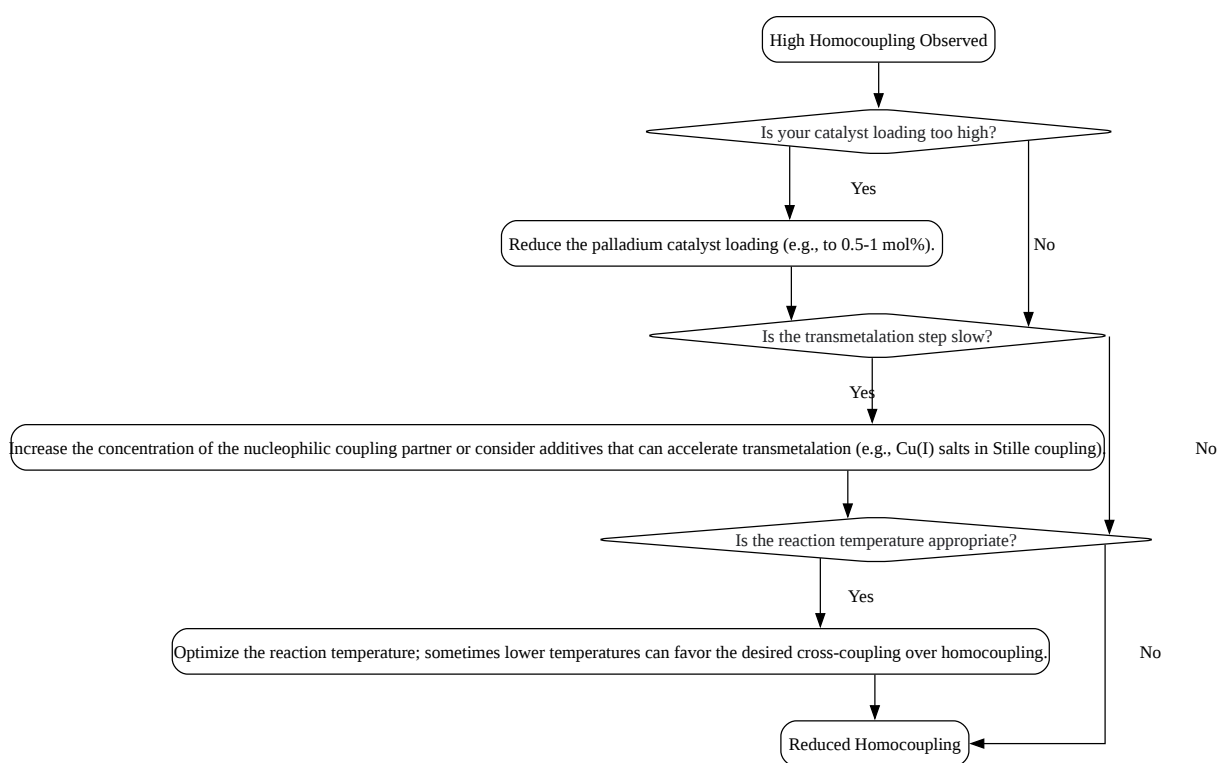 High Homocoupling Observed
Is your catalyst loading too high?
Yes
Reduce the palladium catalyst loading (e.g., to 0.5-1 mol%).
No
Is the transmetalation step slow?
Yes
Increase the concentration of the nucleophilic coupling partner or consider additives that can accelerate transmetalation (e.g., Cu(I) salts in Stille coupling).
No
Is the reaction temperature appropriate?
Yes
Optimize the reaction temperature; sometimes lower temperatures can favor the desired cross-coupling over homocoupling.
No
Reduced Homocoupling